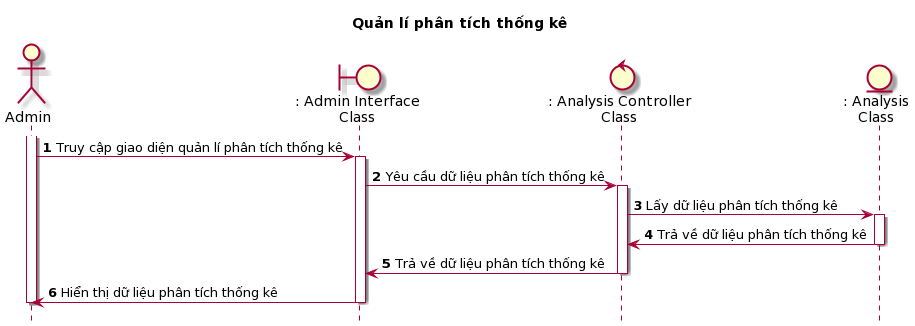 Quản lí phân tích thống kê
Admin
: Admin Interface
Class
: Analysis Controller
Class
: Analysis
Class
1 Truy cập giao diện quản lí phân tích thống kê
2 Yêu cầu dữ liệu phân tích thống kê
3 Lấy dữ liệu phân tích thống kê
4 Trả về dữ liệu phân tích thống kê
5 Trả về dữ liệu phân tích thống kê
6 Hiển thị dữ liệu phân tích thống kê